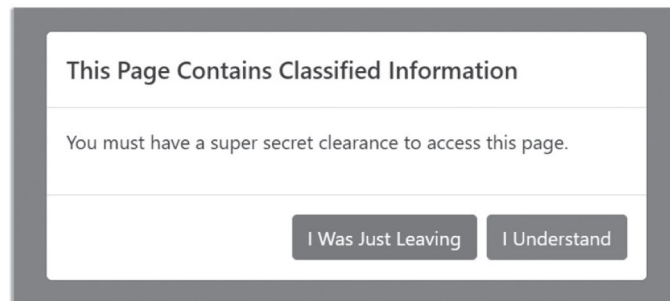 This Page Contains Classified Information
You must have a super secret clearance to access this page.
I Was Just Leaving
I Understand